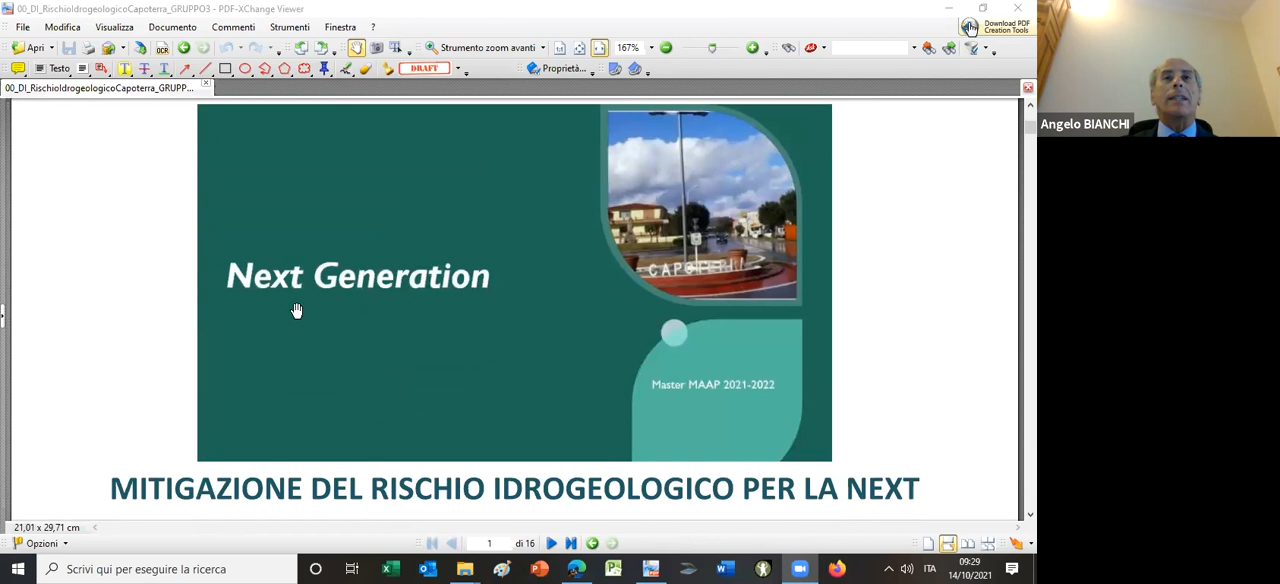 00_DI_RischioIdrogeologicoCapoterra_GRUPPO3 - PDF-XChange Viewer
File Modifica Visualizza Documento Commenti Strumenti Finestra ?
Download PDF
Creation Tools
Apri OCR Strumento zoom avanti 167%
Testo DRAFT Proprietà...
00_DI_RischioIdrogeologicoCapoterra_GRUPP...
Angelo BIANCHI
Next Generation
Master MAAP 2021-2022
MITIGAZIONE DEL RISCHIO IDROGEOLOGICO PER LA NEXT
21,01 x 29,71 cm
Opzioni 1 di 16
Scrivi qui per eseguire la ricerca
ITA
09:29
14/10/2021